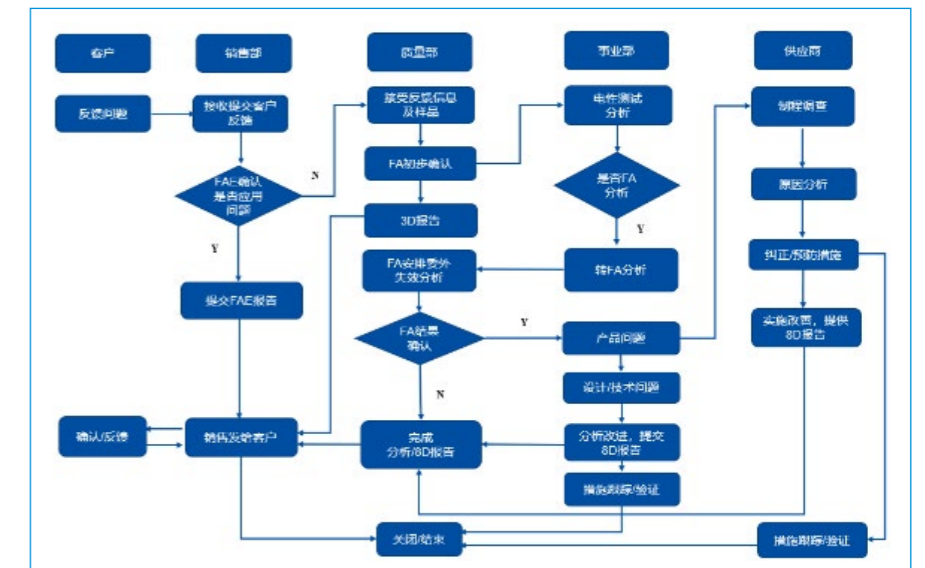 客户
销售部
质量部
事业部
供应商
反馈问题
接收提交客户
反馈
接受反馈信息
及样品
电性测试
分析
制程调查
FAE确认
是否应用
问题
N
FA初步确认
是否FA
分析
原因分析
3D报告
Y
Y
FA安排委外
失效分析
转FA分析
纠正/预防措施
提交FAE报告
FA结果
确认
Y
产品问题
实施改善，提供
8D报告
N
设计/技术问题
确认/反馈
销售发给客户
完成
分析/8D报告
分析改进，提交
8D报告
措施跟踪/验证
关闭/结束
措施跟踪/验证